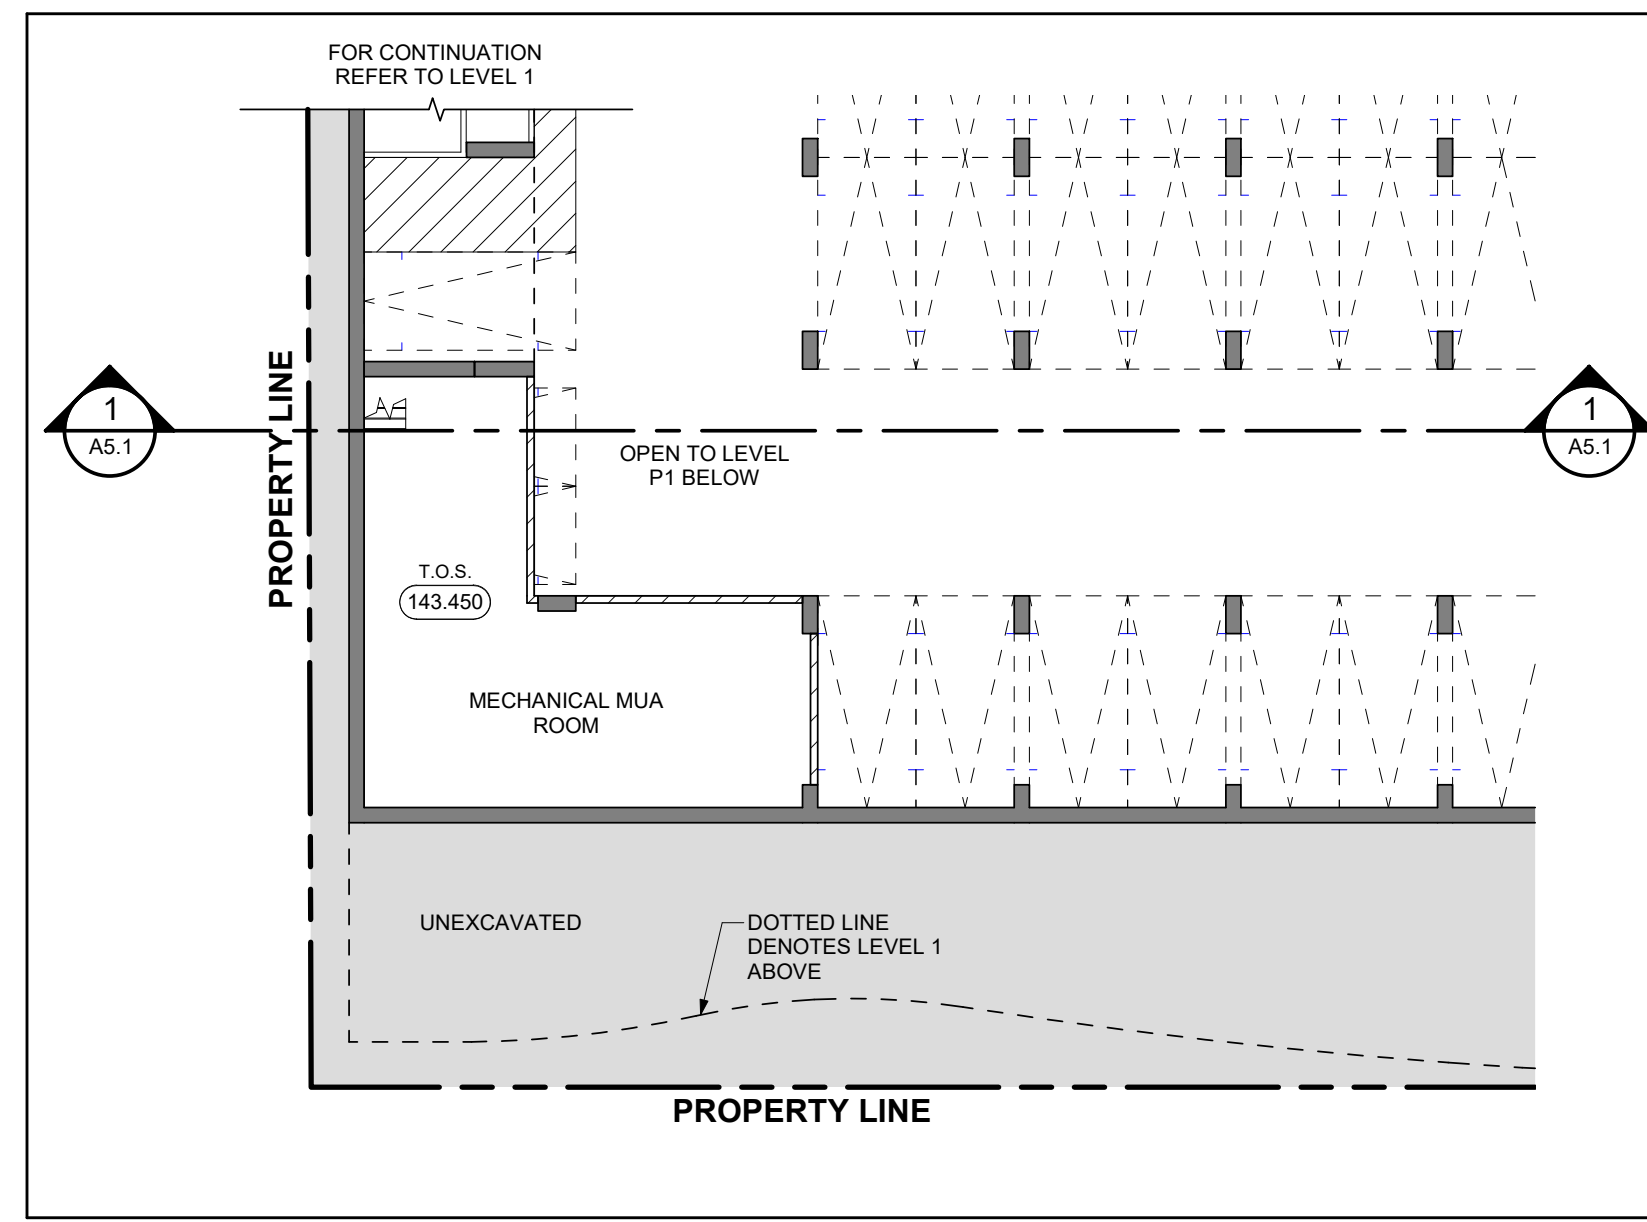 FOR CONTINUATION
REFER TO LEVEL 1
PROPERTY LINE
1
A5.1
1
A5.1
OPEN TO LEVEL
P1 BELOW
T.O.S.
143.450
MECHANICAL MUA
ROOM
UNEXCAVATED
DOTTED LINE
DENOTES LEVEL 1
ABOVE
PROPERTY LINE